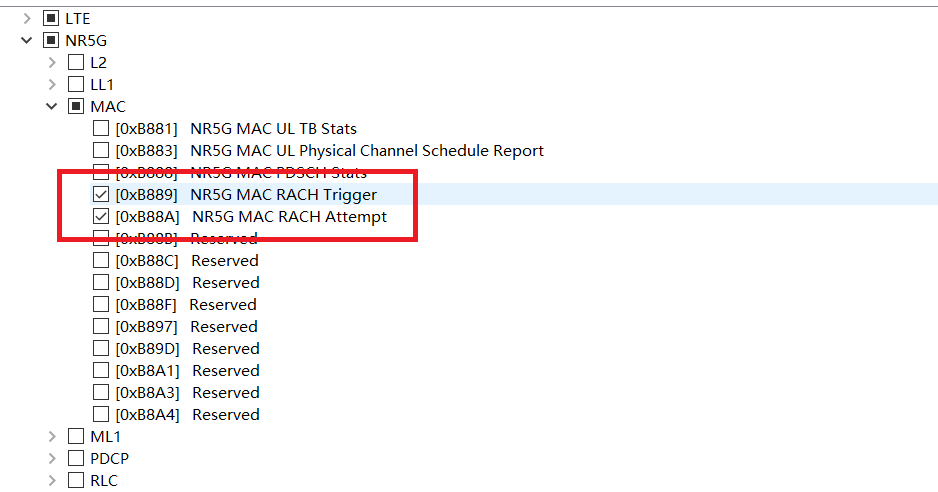 LTE
NR5G
L2
LL1
MAC
[0xB881] NR5G MAC UL TB Stats
[0xB883] NR5G MAC UL Physical Channel Schedule Report
[0xB888] NR5G MAC PDSCH Stats
[0xB889] NR5G MAC RACH Trigger
[0xB88A] NR5G MAC RACH Attempt
[0xB88B] Reserved
[0xB88C] Reserved
[0xB88D] Reserved
[0xB88F] Reserved
[0xB897] Reserved
[0xB89D] Reserved
[0xB8A1] Reserved
[0xB8A3] Reserved
[0xB8A4] Reserved
ML1
PDCP
RLC